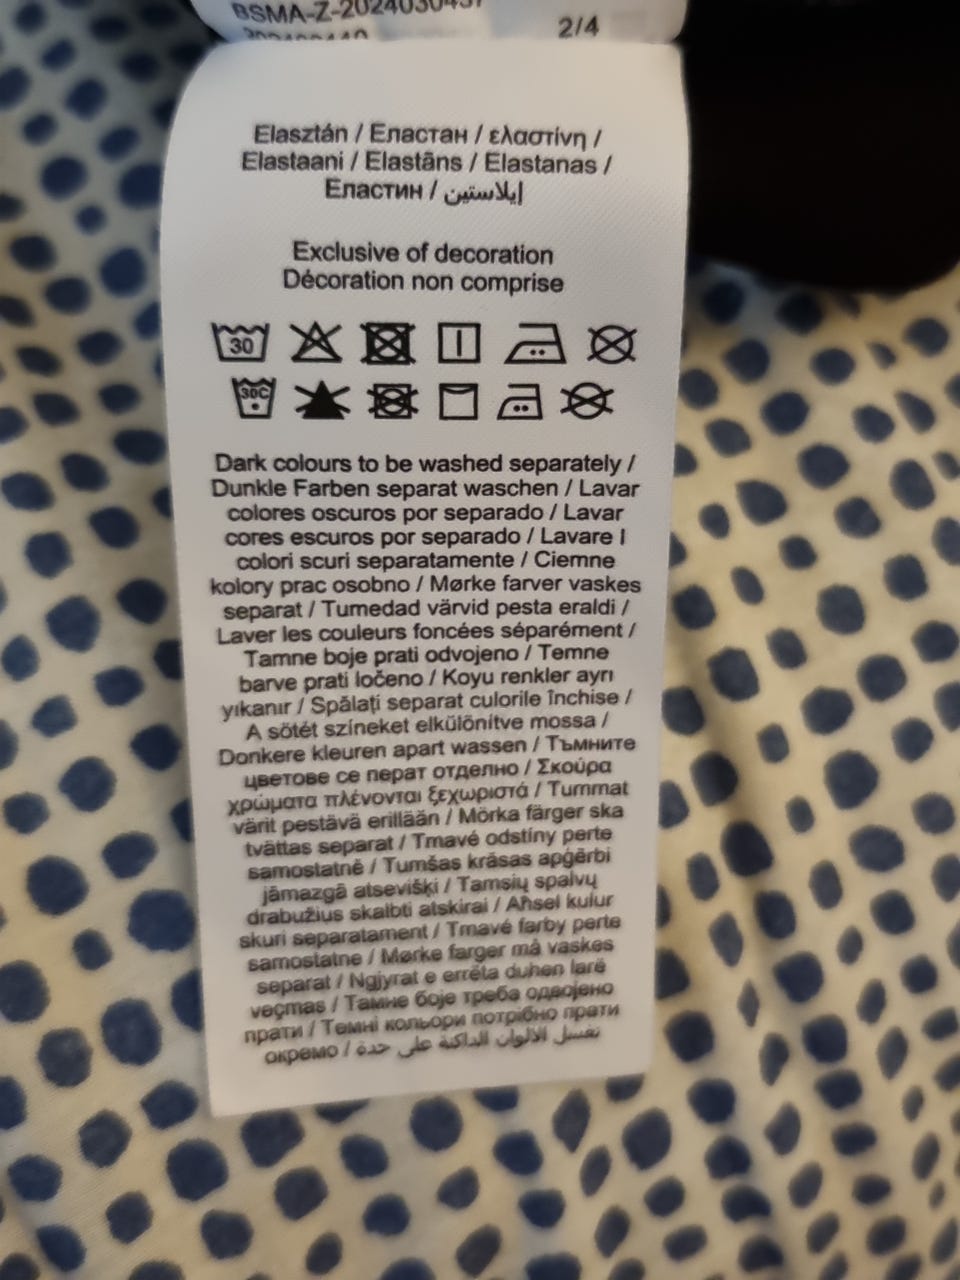 BSMA-Z-2024030437
202400440
2/4
Elasztán / Еластан / ελαστίνη /
Elastaani / Elastāns / Elastanas /
Еластин / إيلاستين
Exclusive of decoration
Décoration non comprise
30
30C
Dark colours to be washed separately /
Dunkle Farben separat waschen / Lavar
colores oscuros por separado / Lavar
cores escuros por separado / Lavare I
colori scuri separatamente / Ciemne
kolory prac osobno / Mørke farver vaskes
separat / Tumedad värvid pesta eraldi /
Laver les couleurs foncées séparément /
Tamne boje prati odvojeno / Temne
barve prati ločeno / Koyu renkler ayrı
yıkanır / Spălați separat culorile închise /
A sötét színeket elkülönítve mossa /
Donkere kleuren apart wassen / Тъмните
цветове се перат отделно / Σκούρα
χρώματα πλένονται ξεχωριστά / Tummat
värit pestävä erillään / Mörka färger ska
tvättas separat / Tmavé odstíny perte
samostatně / Tumšas krāsas apģērbi
jāmazgā atsevišķi / Tamsių spalvų
drabužius skalbti atskirai / Aħsel kulur
skuri separatament / Tmavé farby perte
samostatne / Mørke farger må vaskes
separat / Ngjyrat e errëta duhen larë
veçmas / Тамне боје треба одвојено
прати / Темні кольори потрібно прати
окремо / تغسل الالوان الداكنة على حدة